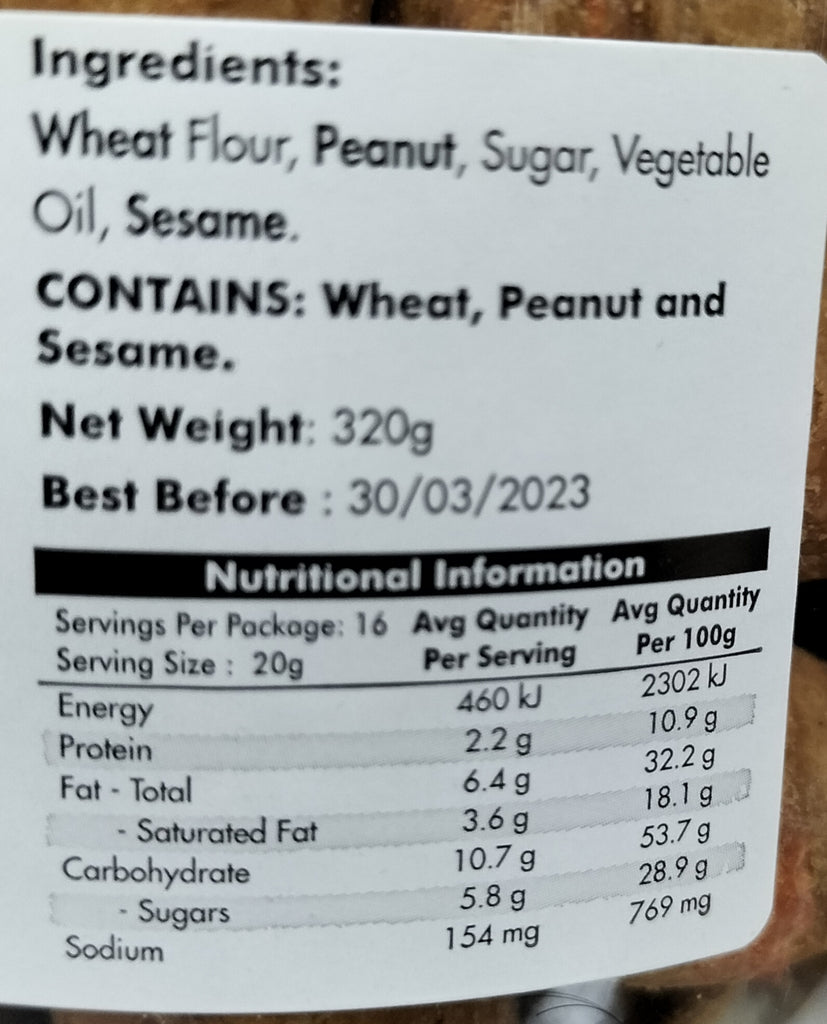 Ingredients:
Wheat Flour, Peanut, Sugar, Vegetable
Oil, Sesame.
CONTAINS: Wheat, Peanut and
Sesame.
Net Weight: 320g
Best Before : 30/03/2023
Nutritional Information
Servings Per Package: 16 Avg Quantity Avg Quantity
Serving Size : 20g Per Serving Per 100g
Energy 460 kJ 2302 kJ
Protein 2.2 g 10.9 g
Fat - Total 6.4 g 32.2 g
- Saturated Fat 3.6 g 18.1 g
Carbohydrate 10.7 g 53.7 g
- Sugars 5.8 g 28.9 g
Sodium 154 mg 769 mg